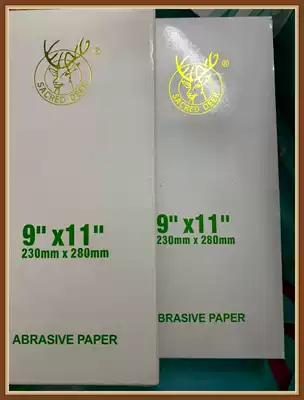 SACRED DEER
®
9" x11"
230mm x 280mm
ABRASIVE PAPER
SACRED DEER
®
9" x11"
230mm x 280mm
BRASIVE PAPER